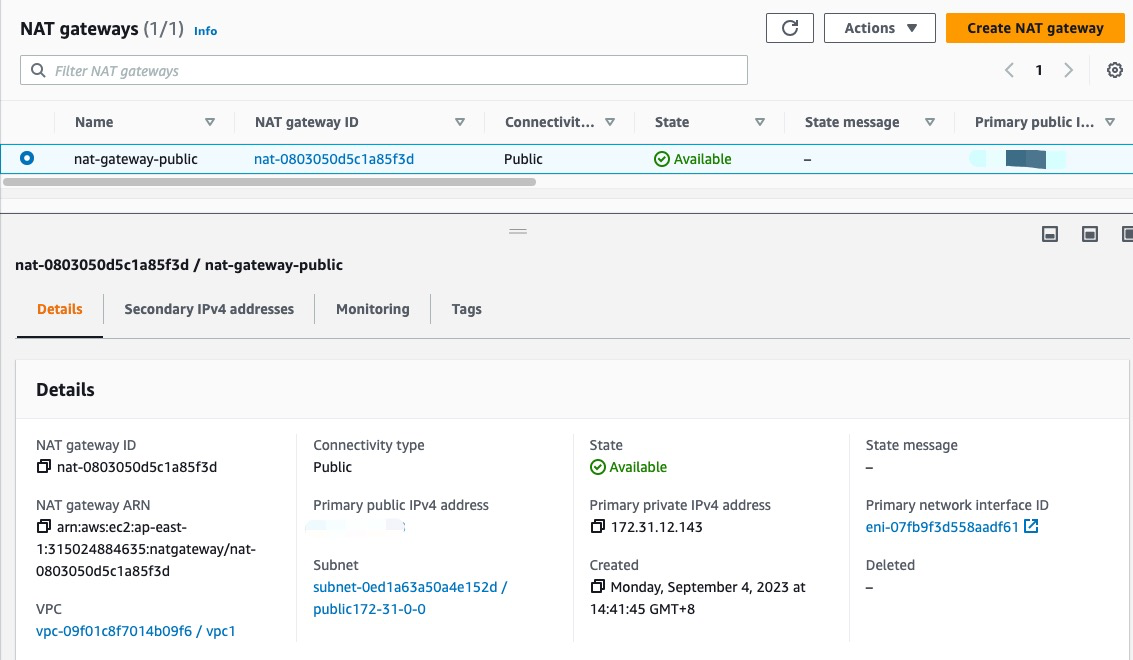 NAT gateways (1/1) Info
Actions ▼ Create NAT gateway
Filter NAT gateways
1
Name NAT gateway ID Connectivit... State State message Primary public I...
nat-gateway-public nat-0803050d5c1a85f3d Public Available –
nat-0803050d5c1a85f3d / nat-gateway-public
Details Secondary IPv4 addresses Monitoring Tags
Details
NAT gateway ID
nat-0803050d5c1a85f3d
NAT gateway ARN
arn:aws:ec2:ap-east-
1:315024884635:natgateway/nat-
0803050d5c1a85f3d
VPC
vpc-09f01c8f7014b09f6 / vpc1
Connectivity type
Public
Primary public IPv4 address
Subnet
subnet-0ed1a63a50a4e152d /
public172-31-0-0
State
Available
Primary private IPv4 address
172.31.12.143
Created
Monday, September 4, 2023 at
14:41:45 GMT+8
State message
–
Primary network interface ID
eni-07fb9f3d558aadf61
Deleted
–